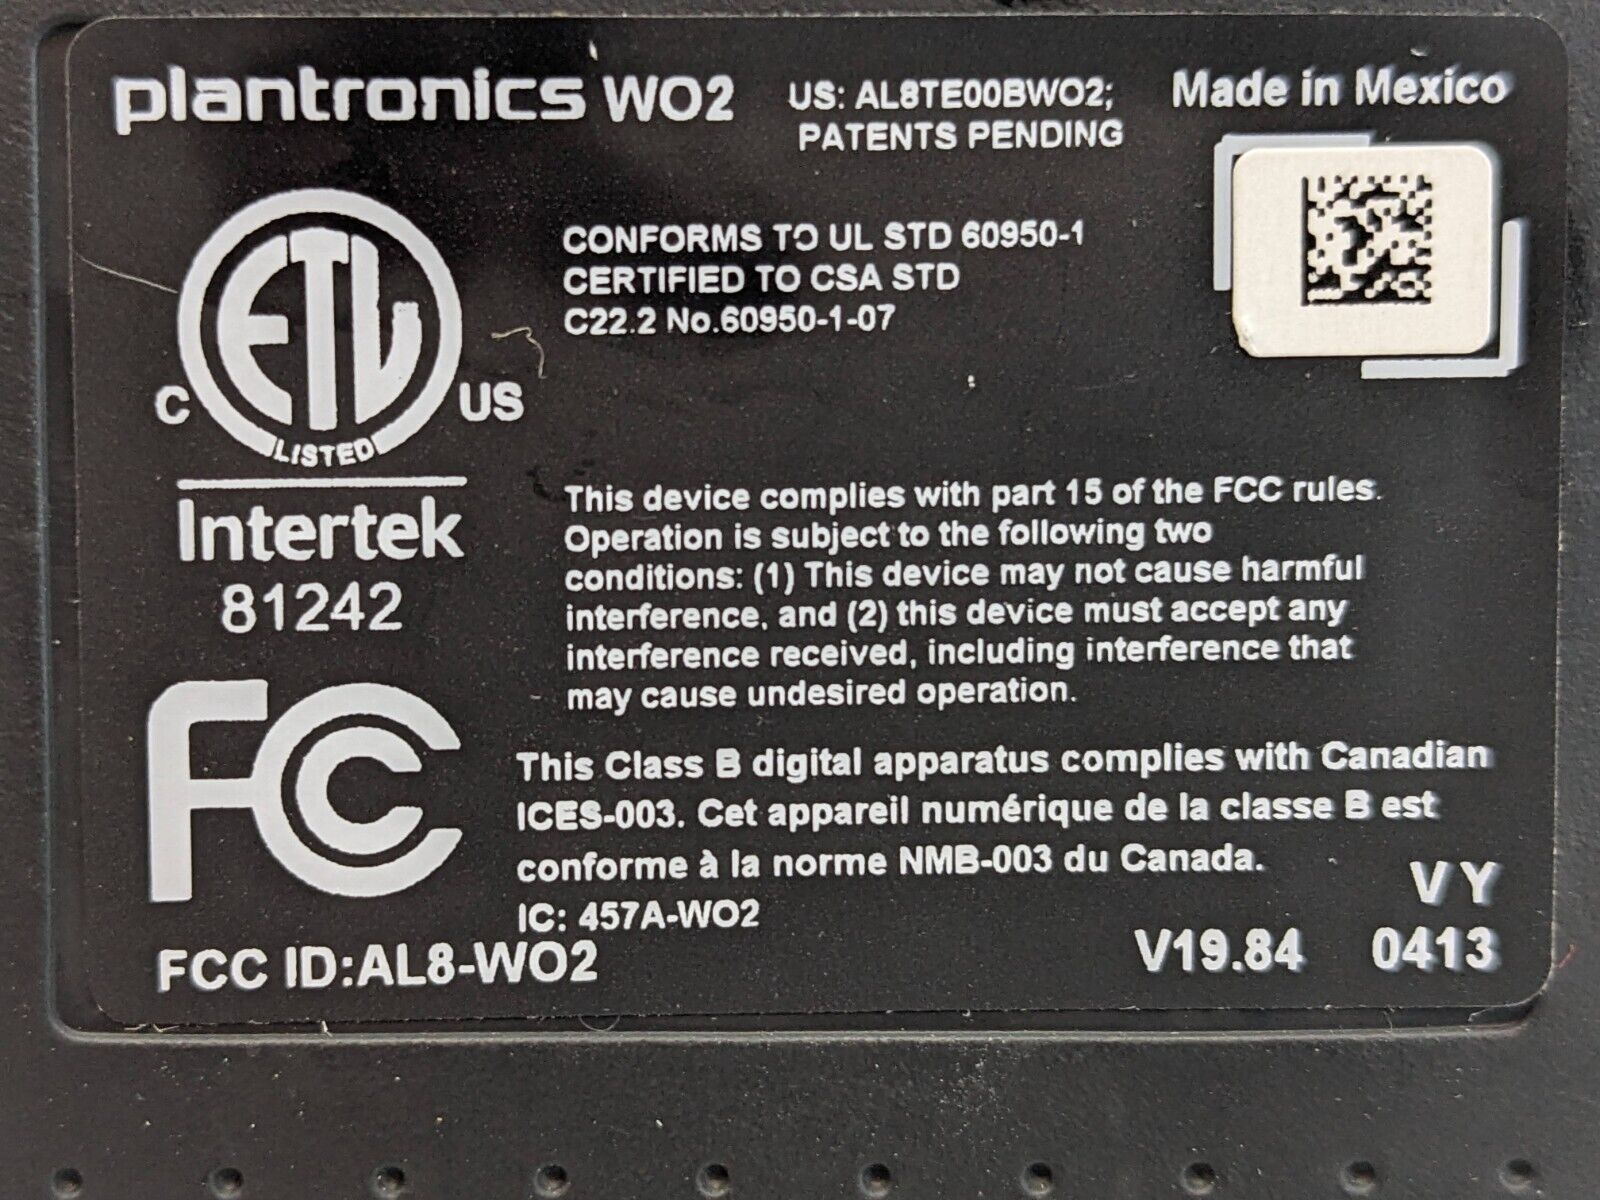 plantronics WO2
US: AL8TE00BWO2;
PATENTS PENDING
Made in Mexico
CONFORMS TO UL STD 60950-1
CERTIFIED TO CSA STD
C22.2 No.60950-1-07
ETL
C US
LISTED
Intertek
81242
This device complies with part 15 of the FCC rules.
Operation is subject to the following two
conditions: (1) This device may not cause harmful
interference, and (2) this device must accept any
interference received, including interference that
may cause undesired operation.
FC
This Class B digital apparatus complies with Canadian
ICES-003. Cet appareil numérique de la classe B est
conforme à la norme NMB-003 du Canada.
IC: 457A-WO2
FCC ID:AL8-WO2
V Y
V19.84 0413